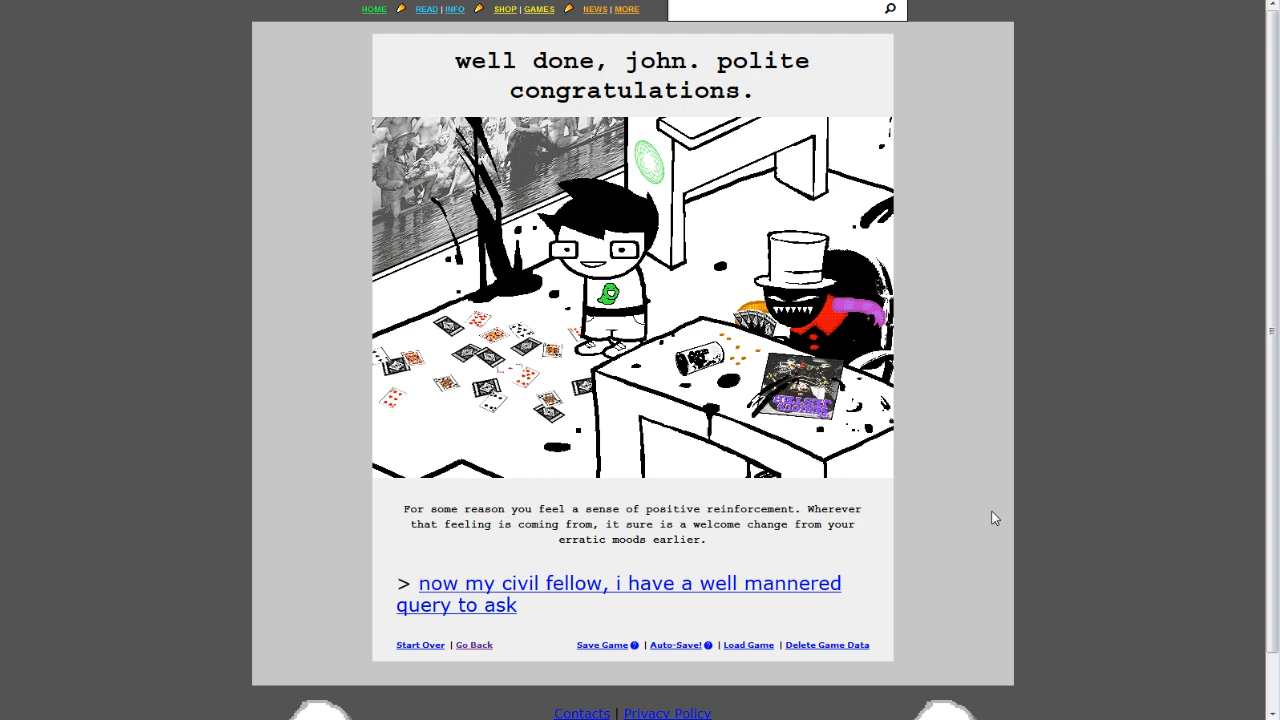 HOME READ | INFO SHOP | GAMES NEWS | MORE
well done, john. polite
congratulations.
For some reason you feel a sense of positive reinforcement. Wherever
that feeling is coming from, it sure is a welcome change from your
erratic moods earlier.
> now my civil fellow, i have a well mannered
query to ask
Start Over | Go Back Save Game ? | Auto-Save! ? | Load Game | Delete Game Data
Contacts | Privacy Policy